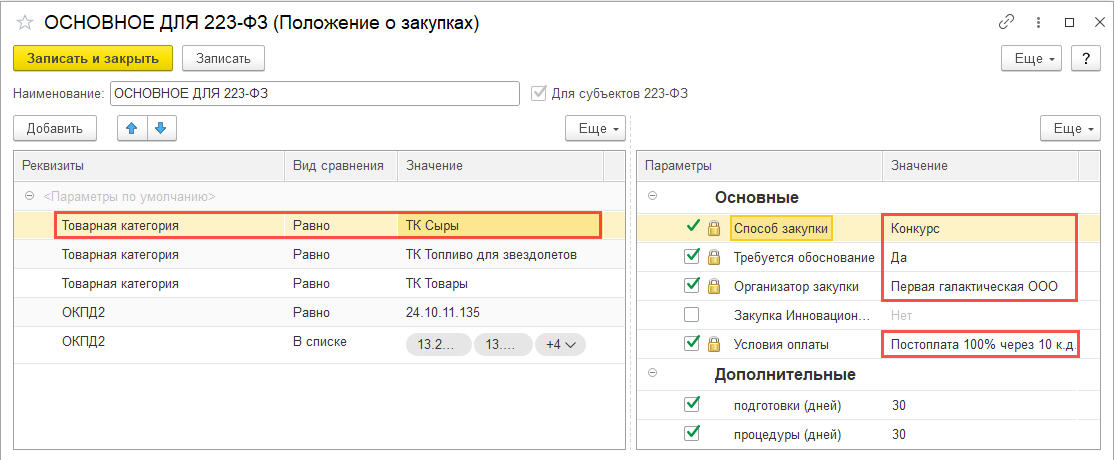 ОСНОВНОЕ ДЛЯ 223-ФЗ (Положение о закупках)
Записать и закрыть Записать Еще ?
Наименование: ОСНОВНОЕ ДЛЯ 223-ФЗ Для субъектов 223-ФЗ
Добавить Еще Еще
Реквизиты Вид сравнения Значение Параметры Значение
<Параметры по умолчанию> Основные
Товарная категория Равно ТК Сыры Способ закупки Конкурс
Товарная категория Равно ТК Топливо для звездолетов Требуется обоснование Да
Товарная категория Равно ТК Товары Организатор закупки Первая галактическая ООО
ОКПД2 Равно 24.10.11.135 Закупка Инновацион... Нет
ОКПД2 В списке 13.2... 13.... +4 Условия оплаты Постоплата 100% через 10 к.д.
Дополнительные
подготовки (дней) 30
процедуры (дней) 30